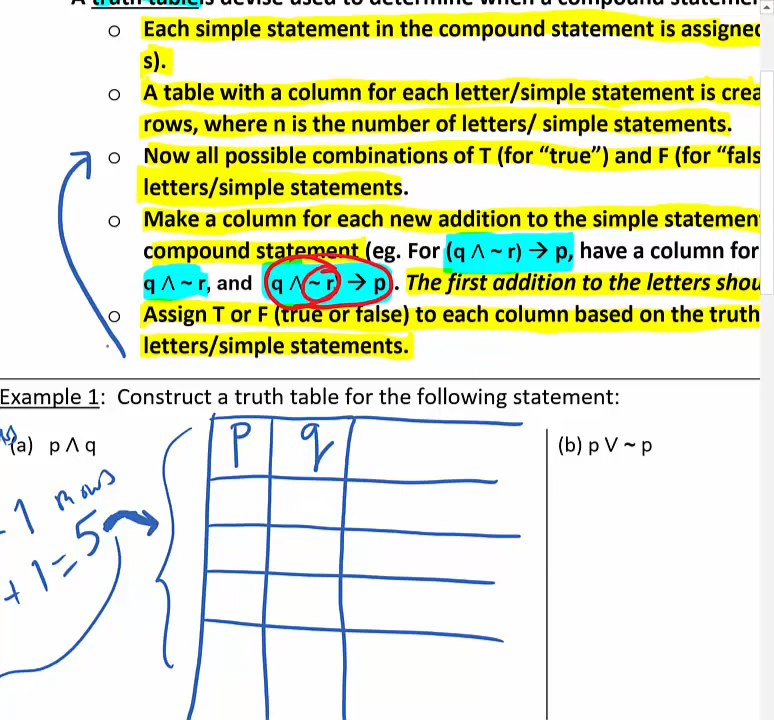 A truth table is devise used to determine when a compound
Each simple statement in the compound statement is assigned
s).
A table with a column for each letter/simple statement is
rows, where n is the number of letters/ simple statements.
Now all possible combinations of T (for “true”) and F (for
letters/simple statements.
Make a column for each new addition to the simple
compound statement (eg. For (q ∧ ~ r) → p, have a column for
q ∧ ~ r, and (q ∧ ~ r) → p). The first addition to the letters
Assign T or F (true or false) to each column based on the truth
letters/simple statements.
Example 1: Construct a truth table for the following statement:
(a) p ∧ q
(b) p ∨ ~ p
p q
1 rows
+ 1 = 5